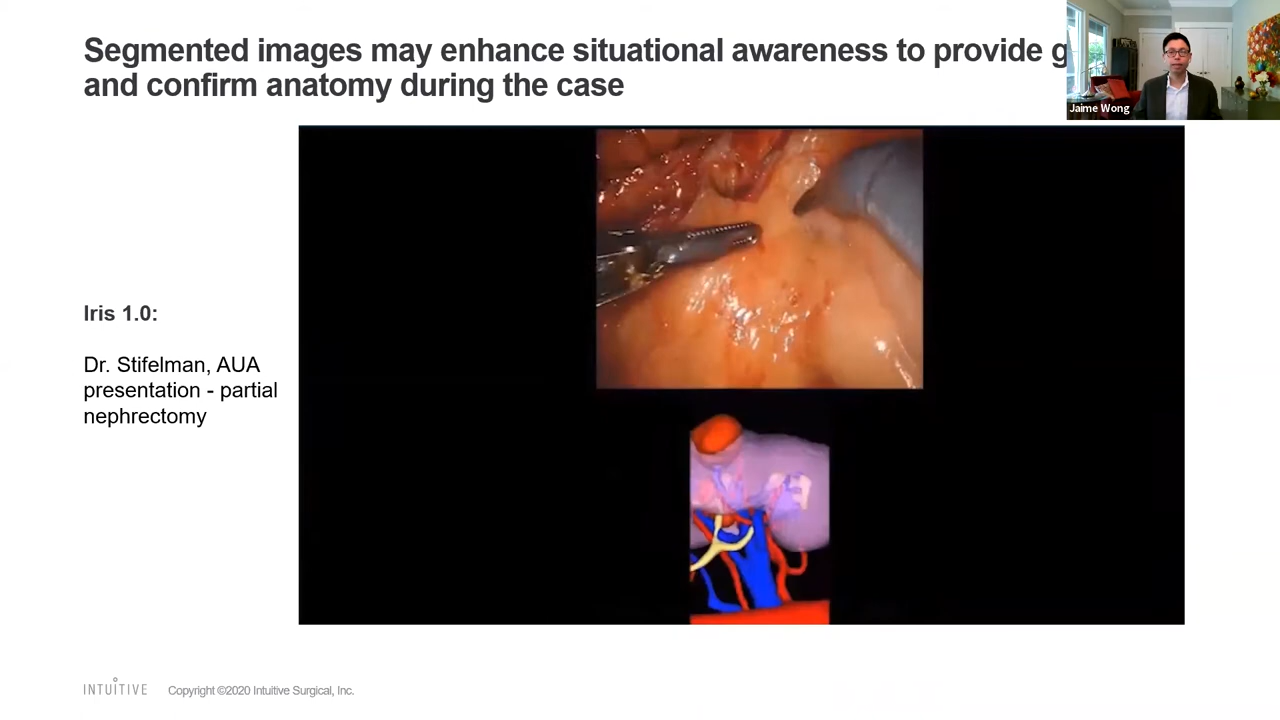 Segmented images may enhance situational awareness to provide
and confirm anatomy during the case
Jaime Wong
Iris 1.0:
Dr. Stifelman, AUA
presentation - partial
nephrectomy
INTUITIVE
Copyright ©2020 Intuitive Surgical, Inc.